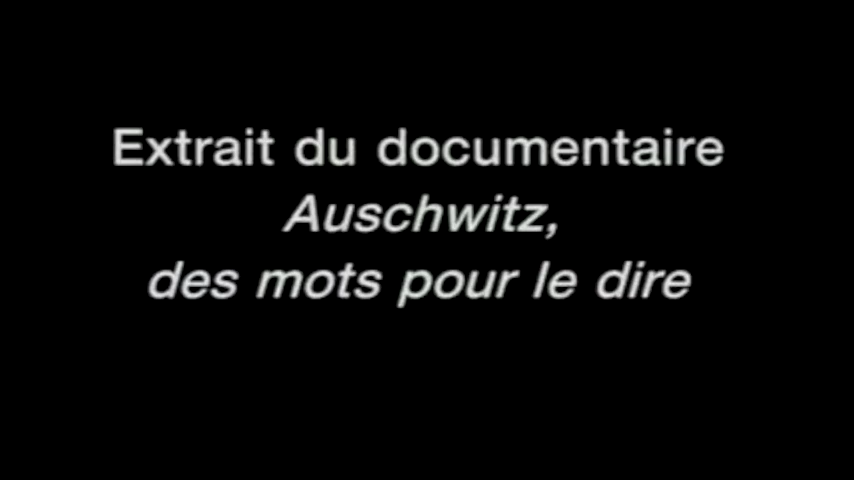 Extrait du documentaire
Auschwitz,
des mots pour le dire